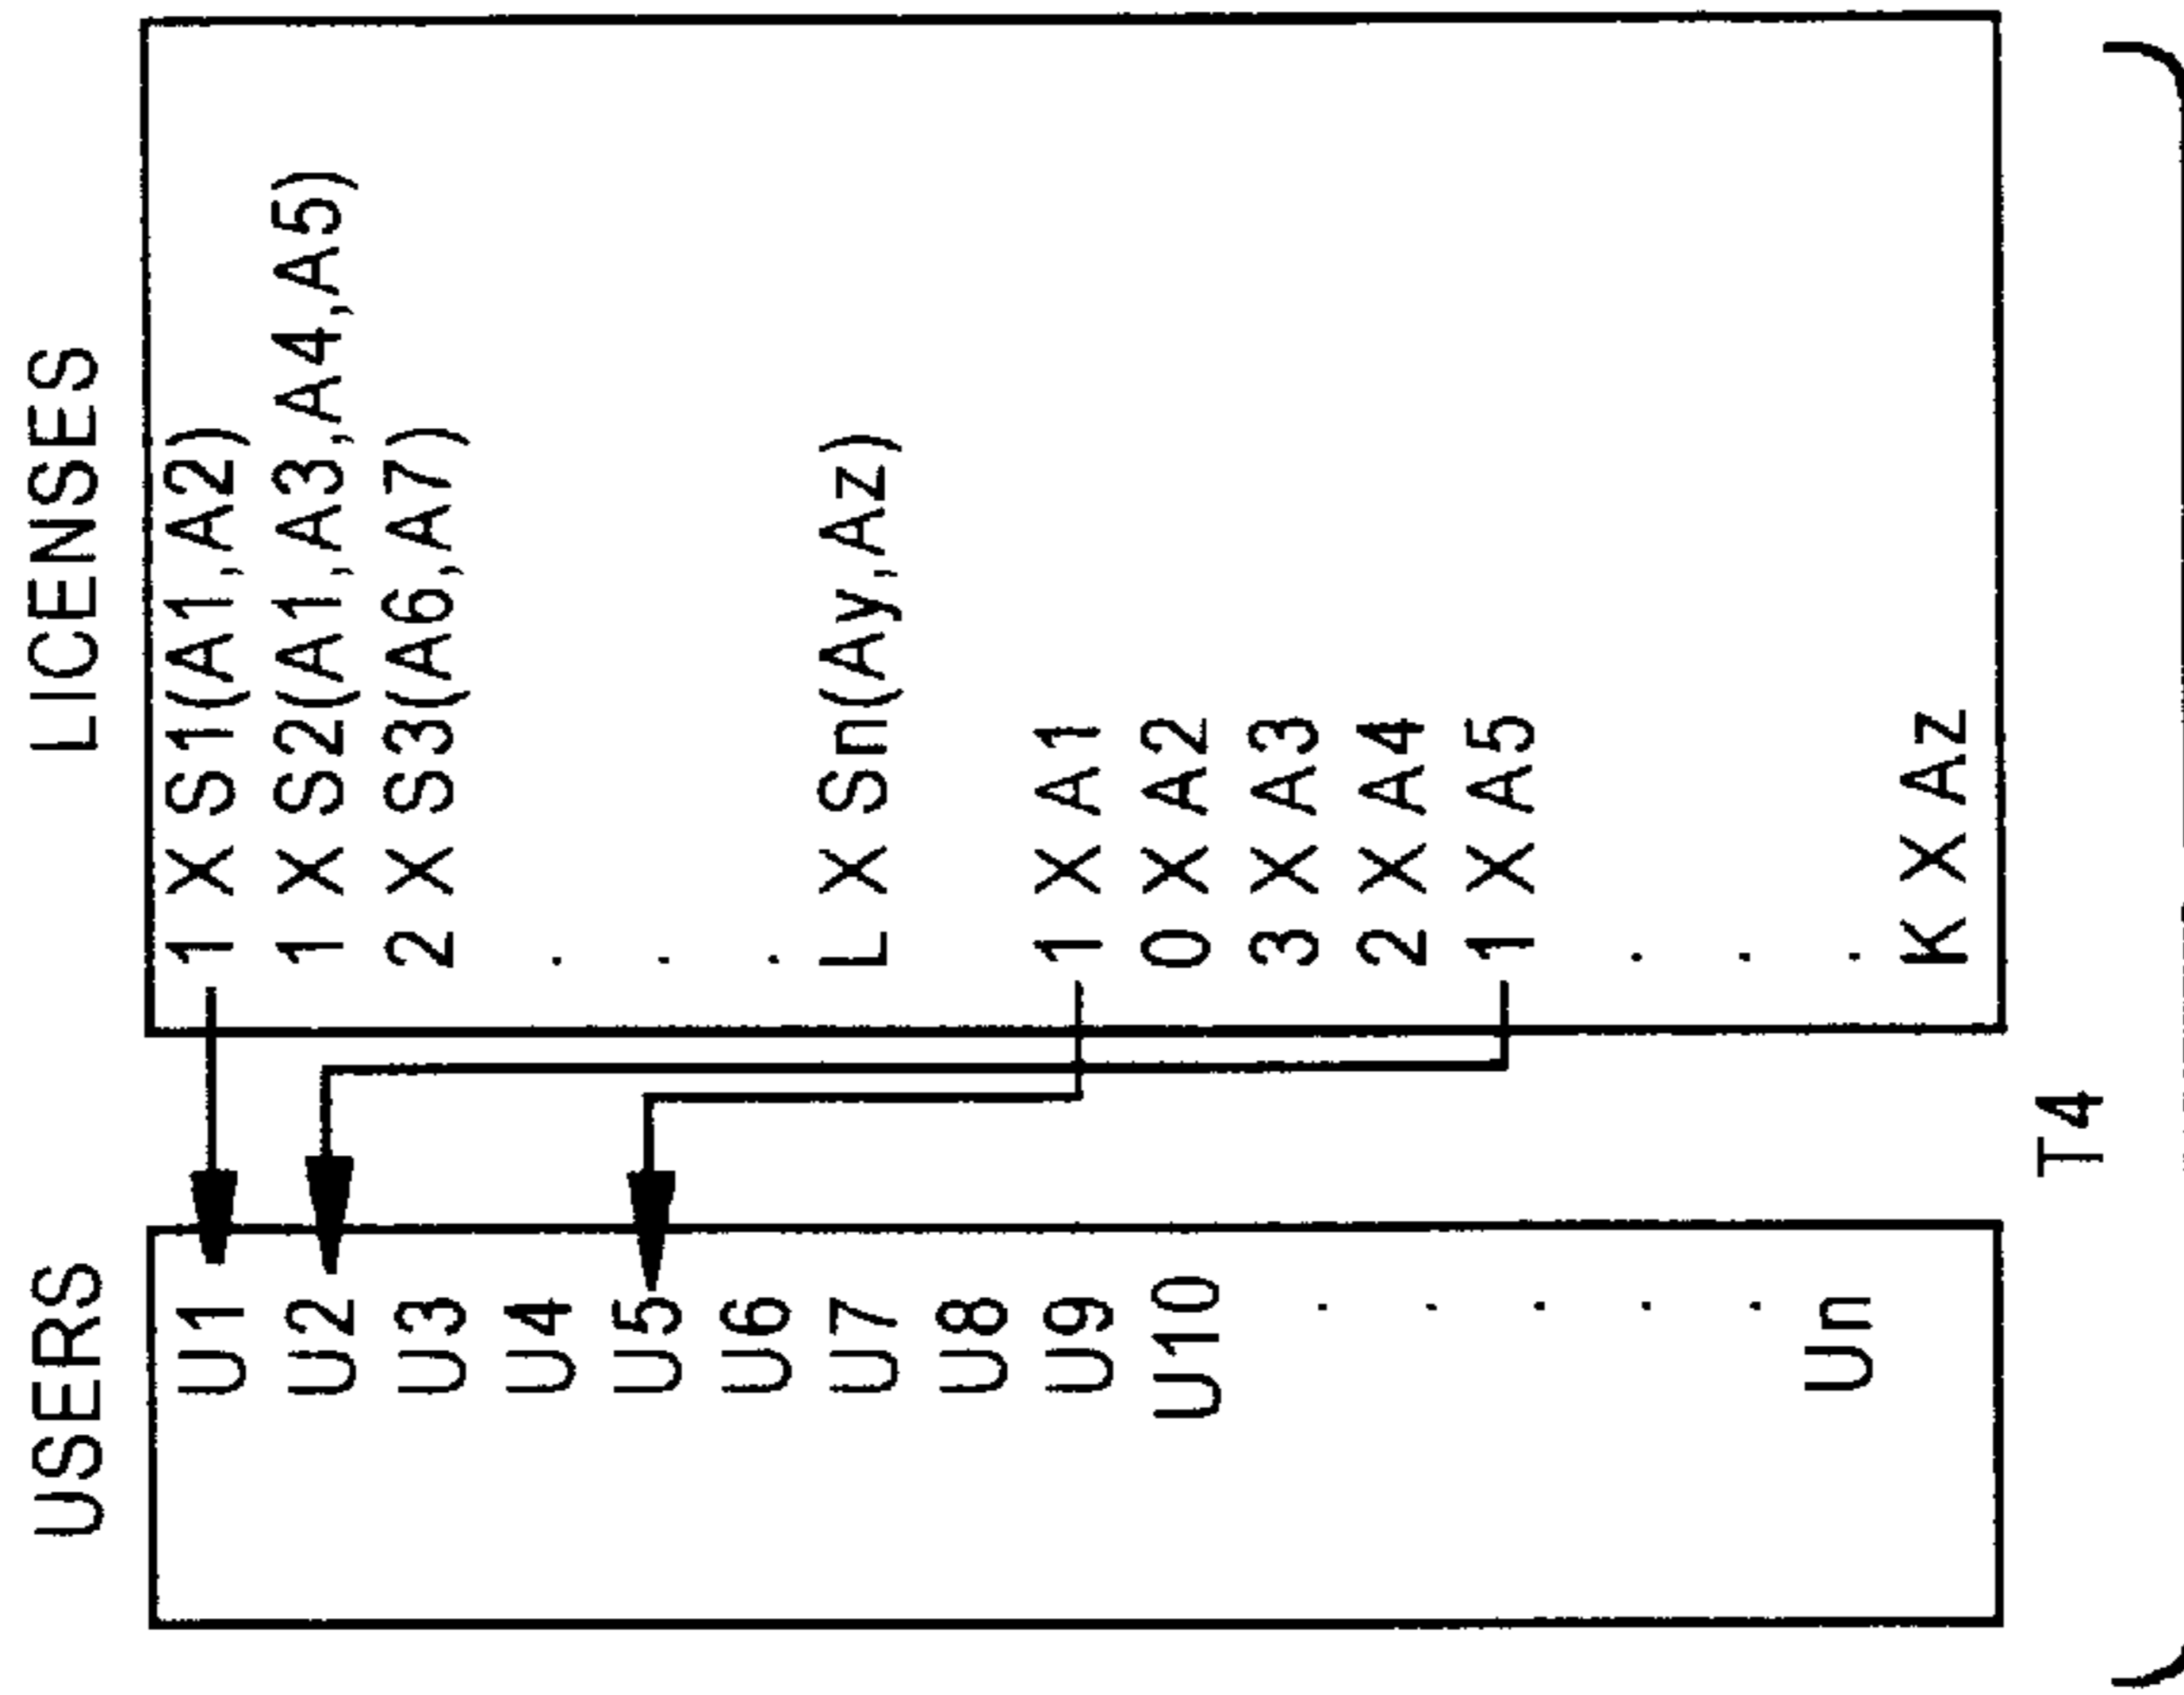 USERS
U1
U2
U3
U4
U5
U6
U7
U8
U9
U10
.
.
.
.
.
Un
LICENSES
1 X S1(A1,A2)
1 X S2(A1,A3,A4,A5)
2 X S3(A6,A7)
.
.
.
L X Sn(Ay,Az)
1 X A1
0 X A2
3 X A3
2 X A4
1 X A5
.
.
.
K X Az
T4